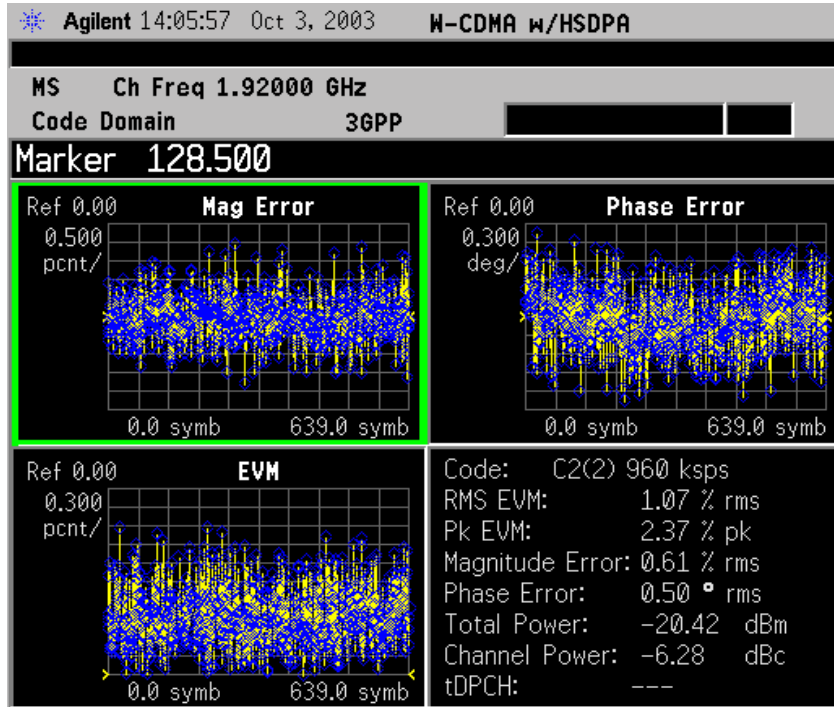 Agilent 14:05:57 Oct 3, 2003 W-CDMA w/HSDPA
MS Ch Freq 1.92000 GHz
Code Domain 3GPP
Marker 128.500
Ref 0.00 Mag Error
0.500
pcnt/
0.0 symb 639.0 symb
Ref 0.00 Phase Error
0.300
deg/
0.0 symb 639.0 symb
Ref 0.00 EVM
0.300
pcnt/
0.0 symb 639.0 symb
Code: C2(2) 960 ksps
RMS EVM: 1.07 % rms
Pk EVM: 2.37 % pk
Magnitude Error: 0.61 % rms
Phase Error: 0.50 ° rms
Total Power: -20.42 dBm
Channel Power: -6.28 dBc
tDPCH: ---